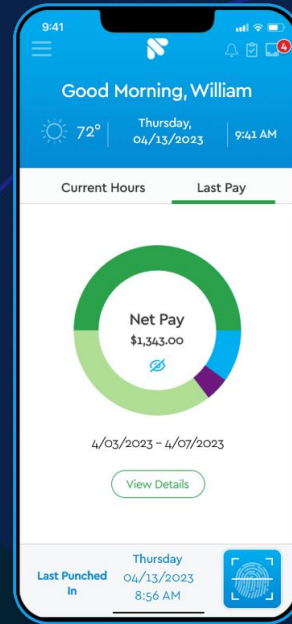 9:41
4
Good Morning, William
72°
Thursday,
04/13/2023
9:41 AM
Current Hours
Last Pay
Net Pay
$1,343.00
4/03/2023 - 4/07/2023
View Details
Last Punched
In
Thursday
04/13/2023
8:56 AM